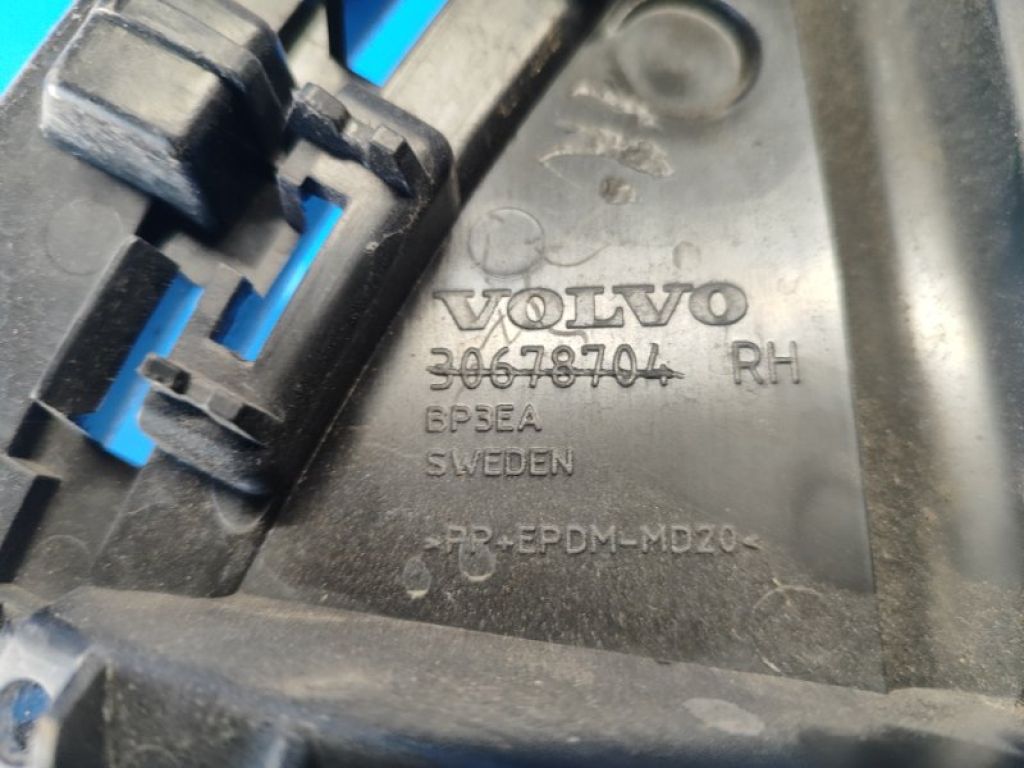 VOLVO
30678704 RH
BP3EA
SWEDEN
>PP+EPDM-MD20<